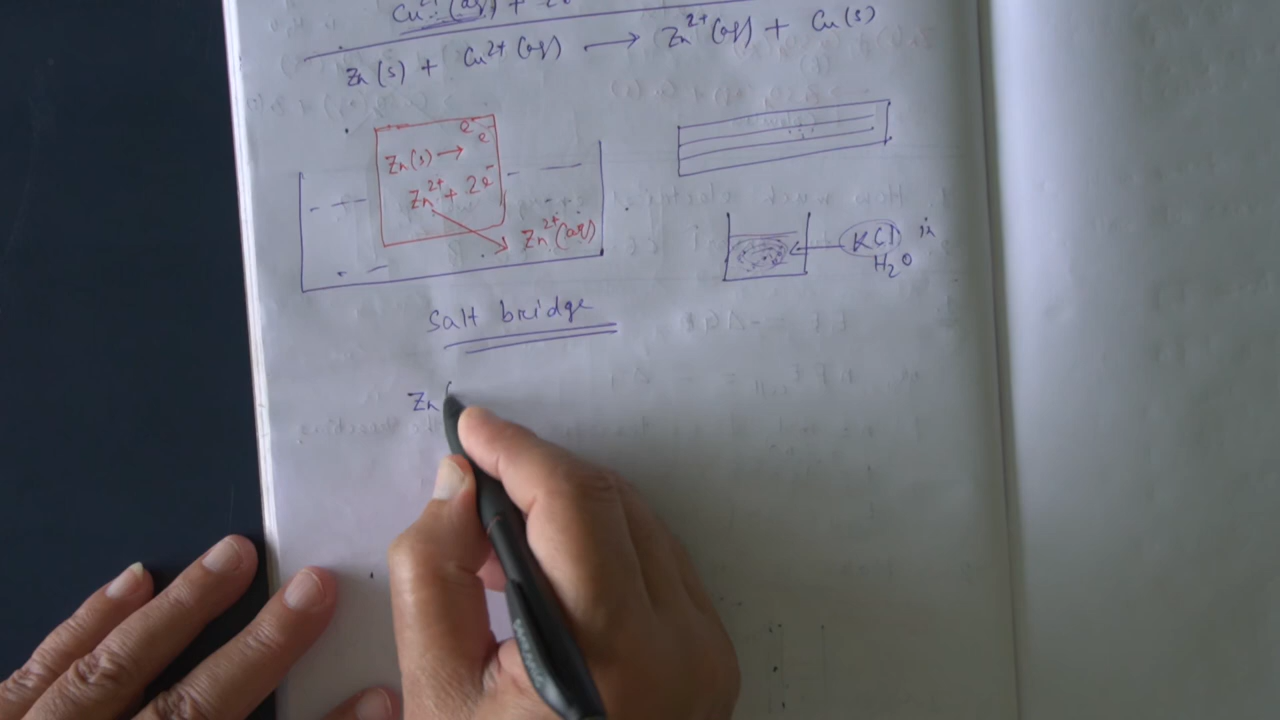 Zn(s) + Cu²⁺(aq) → Zn²⁺(aq) + Cu(s)
e⁻
e⁻
Zn(s) →
Zn²⁺ + 2e⁻
Zn²⁺(aq)
KCl in
H₂O
Salt bridge
Zn(